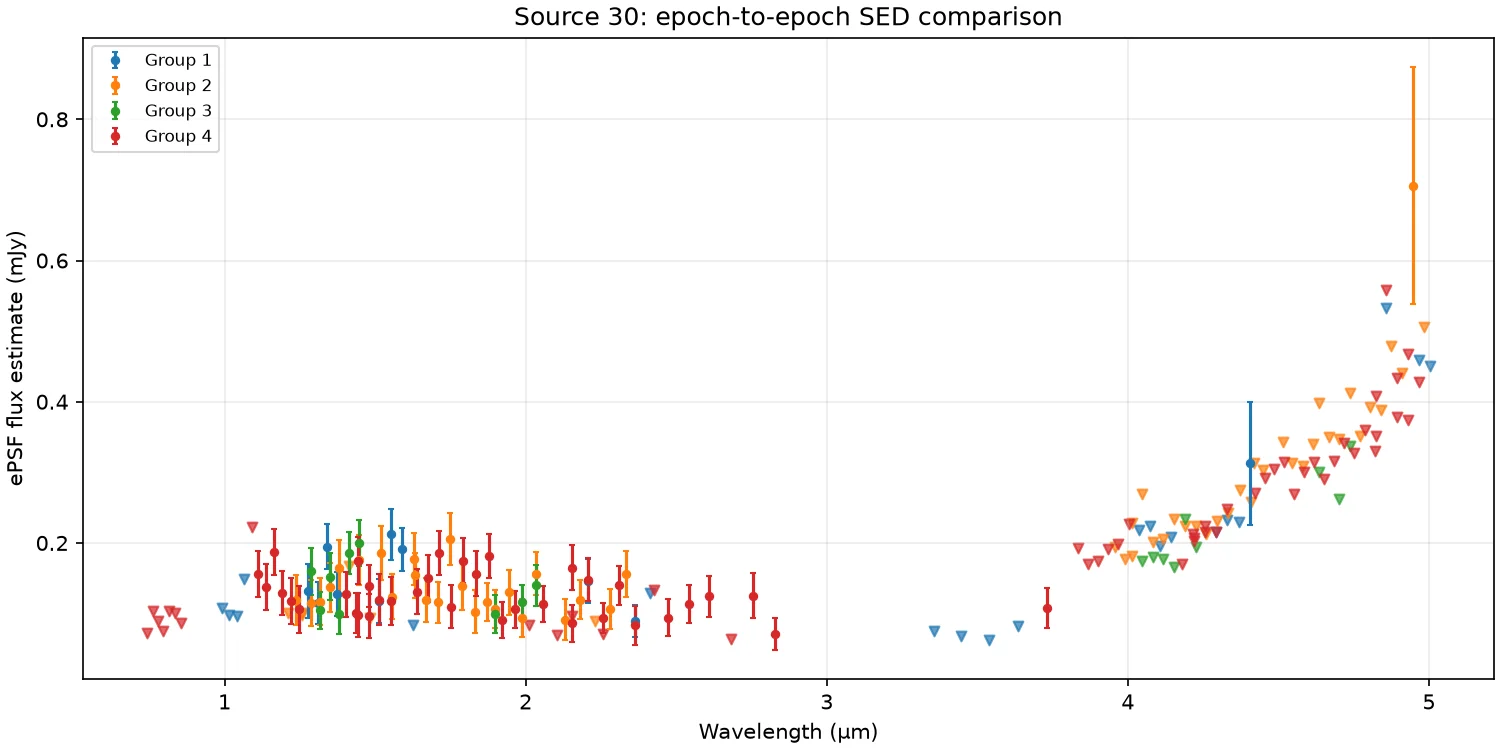 Source 30: epoch-to-epoch SED comparison
Group 1
Group 2
Group 3
Group 4
ePSF flux estimate (mJy)
0.8
0.6
0.4
0.2
1 2 3 4 5
Wavelength (μm)